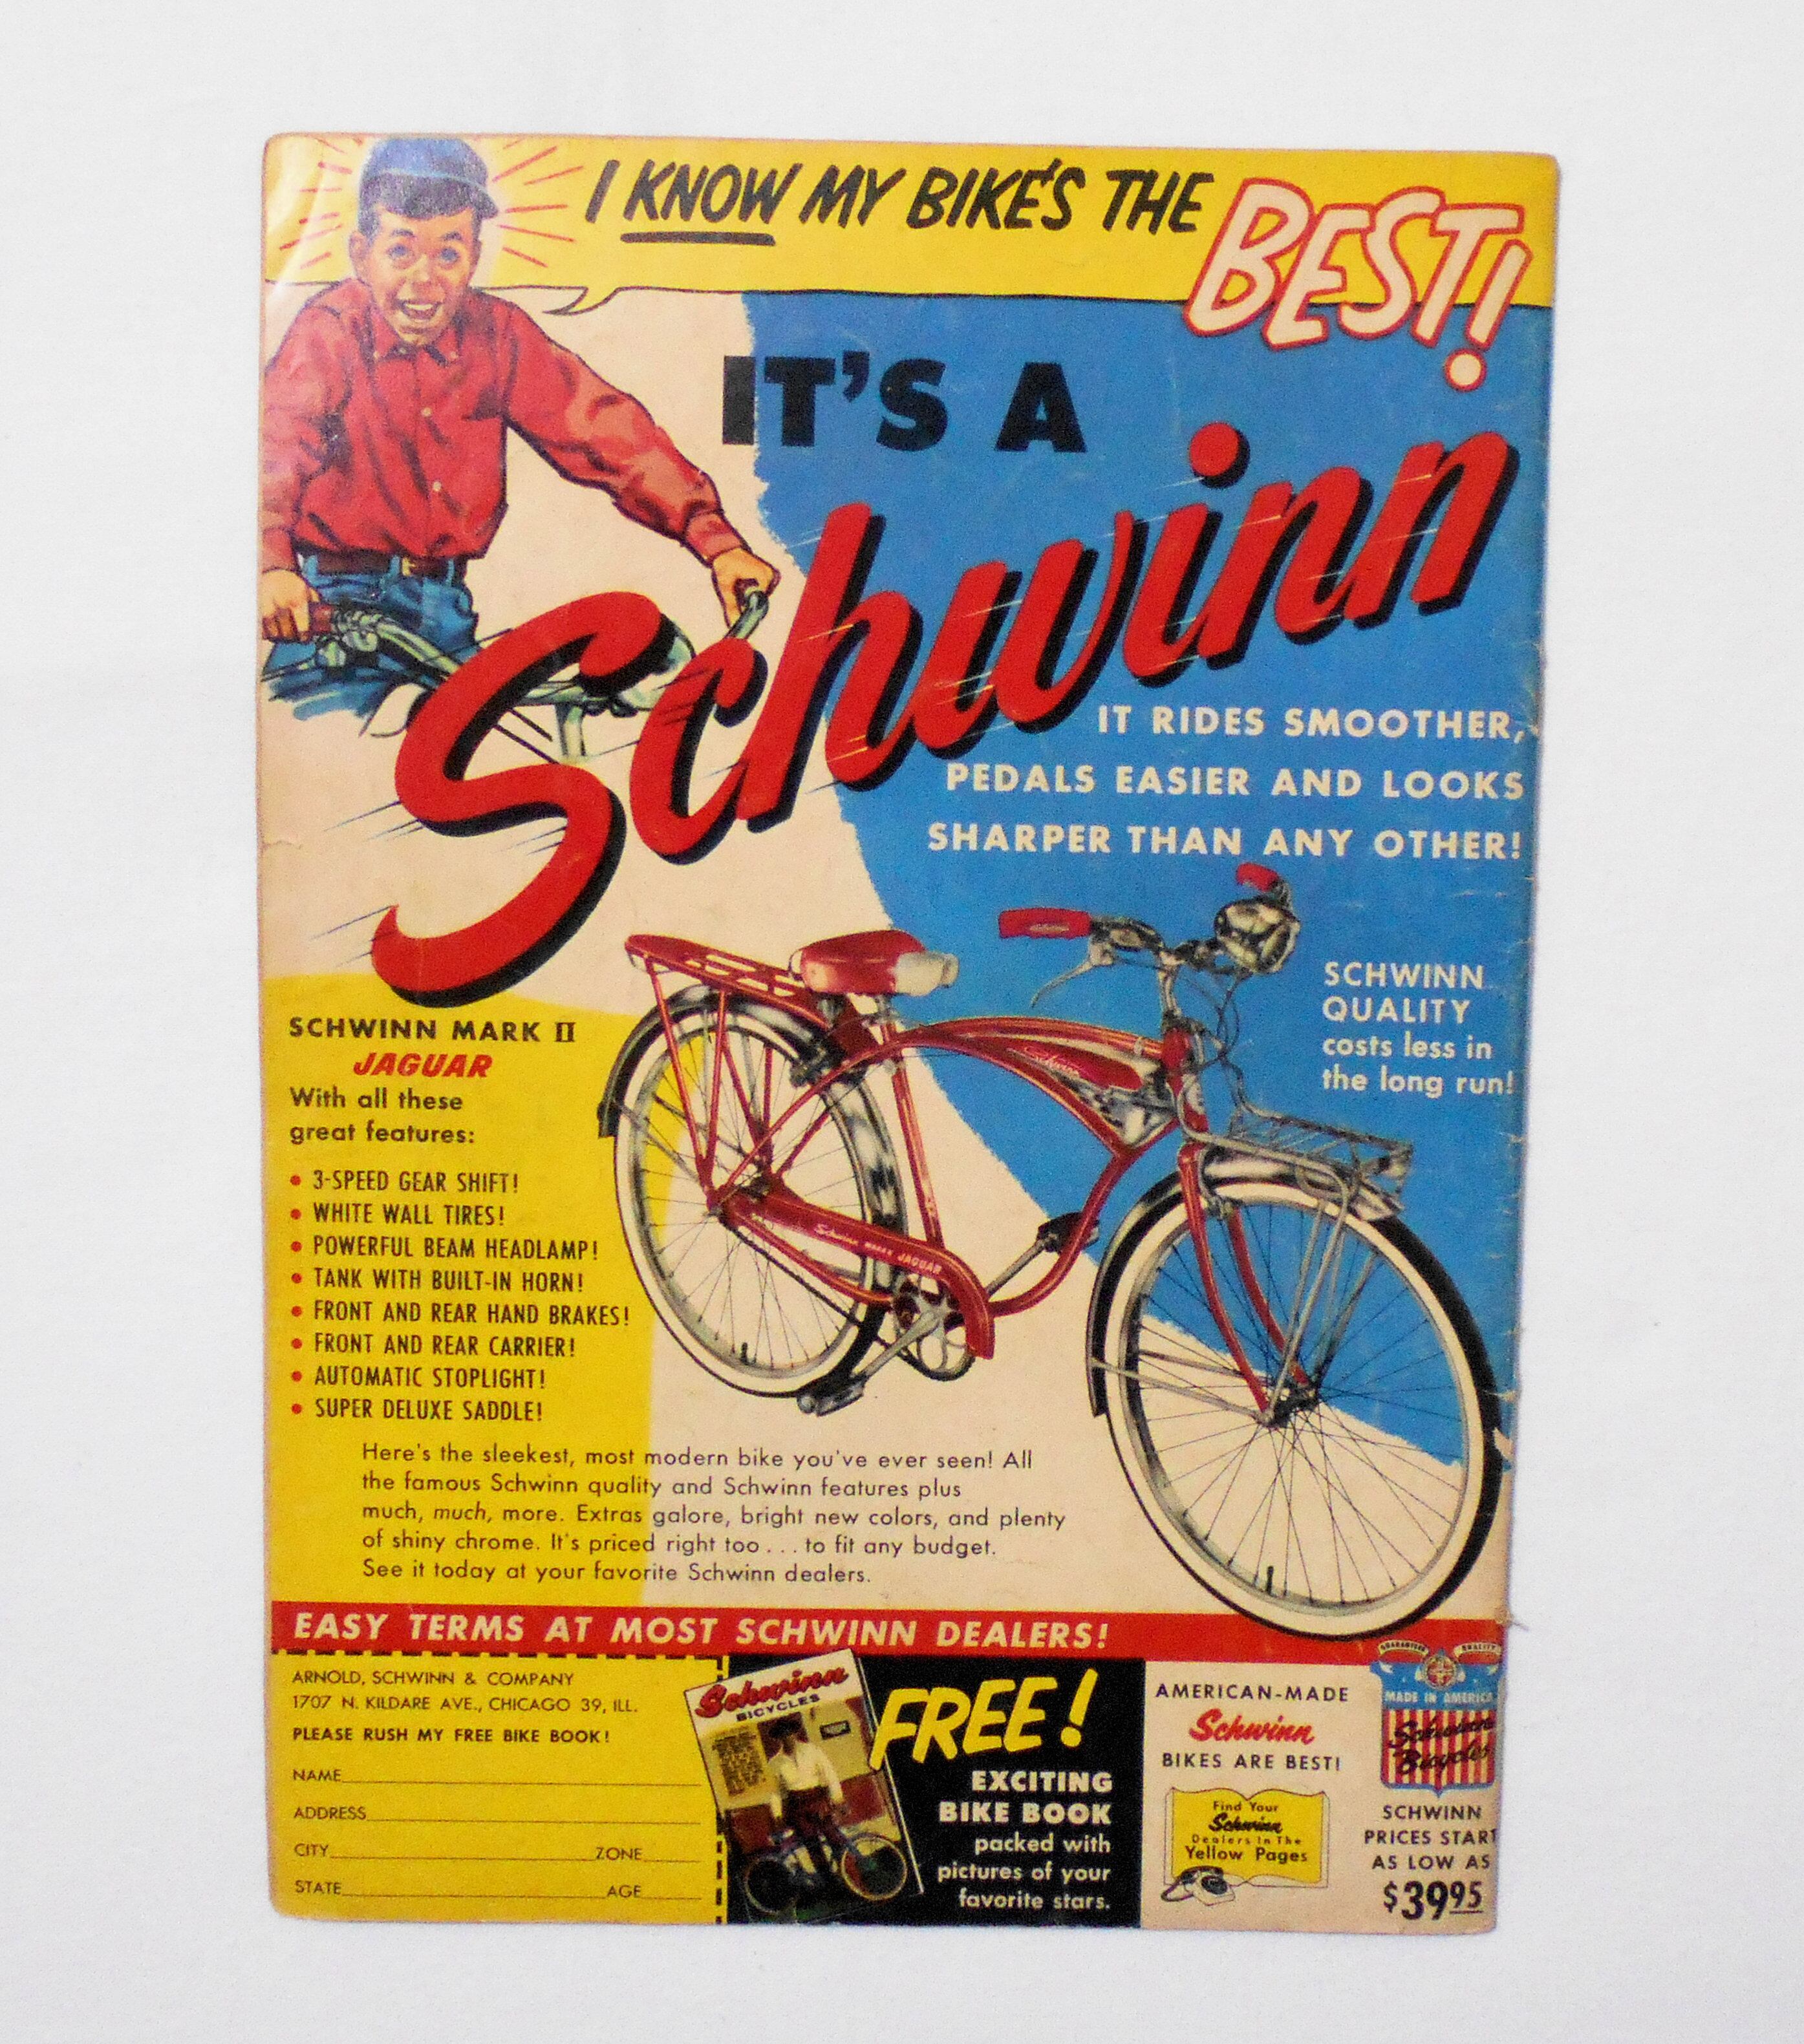 I KNOW MY BIKE'S THE BEST!
IT'S A
Schwinn
IT RIDES SMOOTHER,
PEDALS EASIER AND LOOKS
SHARPER THAN ANY OTHER!
SCHWINN
QUALITY
costs less in
the long run!
SCHWINN MARK II
JAGUAR
With all these
great features:
• 3-SPEED GEAR SHIFT!
• WHITE WALL TIRES!
• POWERFUL BEAM HEADLAMP!
• TANK WITH BUILT-IN HORN!
• FRONT AND REAR HAND BRAKES!
• FRONT AND REAR CARRIER!
• AUTOMATIC STOPLIGHT!
• SUPER DELUXE SADDLE!
Schwinn
Schwinn MARK II JAGUAR
Here's the sleekest, most modern bike you've ever seen! All
the famous Schwinn quality and Schwinn features plus
much, much, more. Extras galore, bright new colors, and plenty
of shiny chrome. It's priced right too . . . to fit any budget.
See it today at your favorite Schwinn dealers.
EASY TERMS AT MOST SCHWINN DEALERS!
ARNOLD, SCHWINN & COMPANY
1707 N. KILDARE AVE., CHICAGO 39, ILL.
PLEASE RUSH MY FREE BIKE BOOK!
NAME
ADDRESS
CITY ZONE
STATE AGE
Schwinn
BICYCLES
FREE!
EXCITING
BIKE BOOK
packed with
pictures of your
favorite stars.
AMERICAN-MADE
Schwinn
BIKES ARE BEST!
Find Your
Schwinn
Dealers In The
Yellow Pages
GUARANTEED QUALITY
MADE IN AMERICA
Schwinn
Bicycles
SCHWINN
PRICES START
AS LOW AS
$39.95